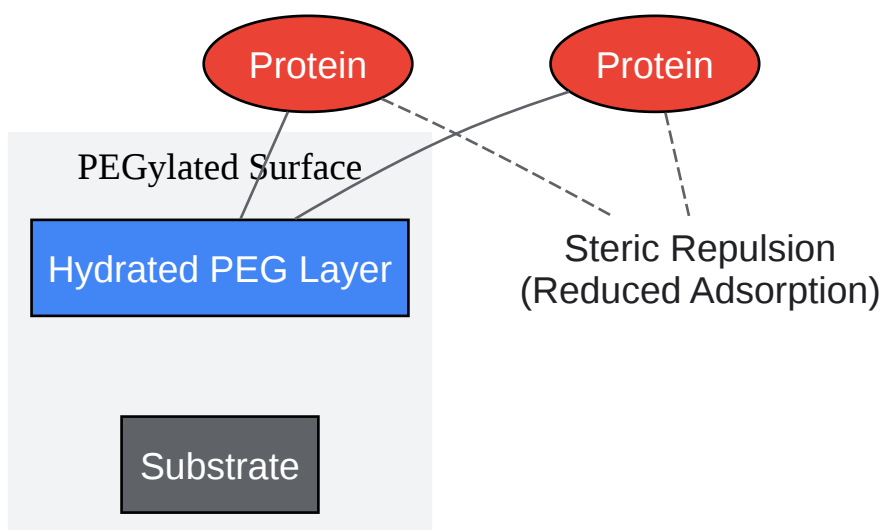 Protein
Protein
PEGylated Surface
Hydrated PEG Layer
Steric Repulsion
(Reduced Adsorption)
Substrate